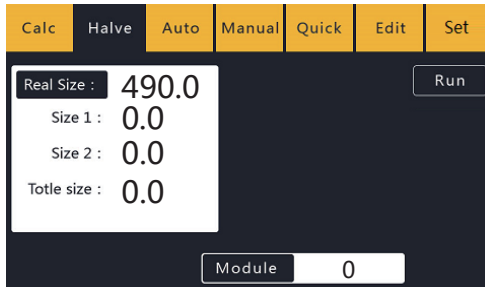 Calc Halve Auto Manual Quick Edit Set
Real Size : 490.0
Run
Size 1 : 0.0
Size 2 : 0.0
Totle size : 0.0
Module 0